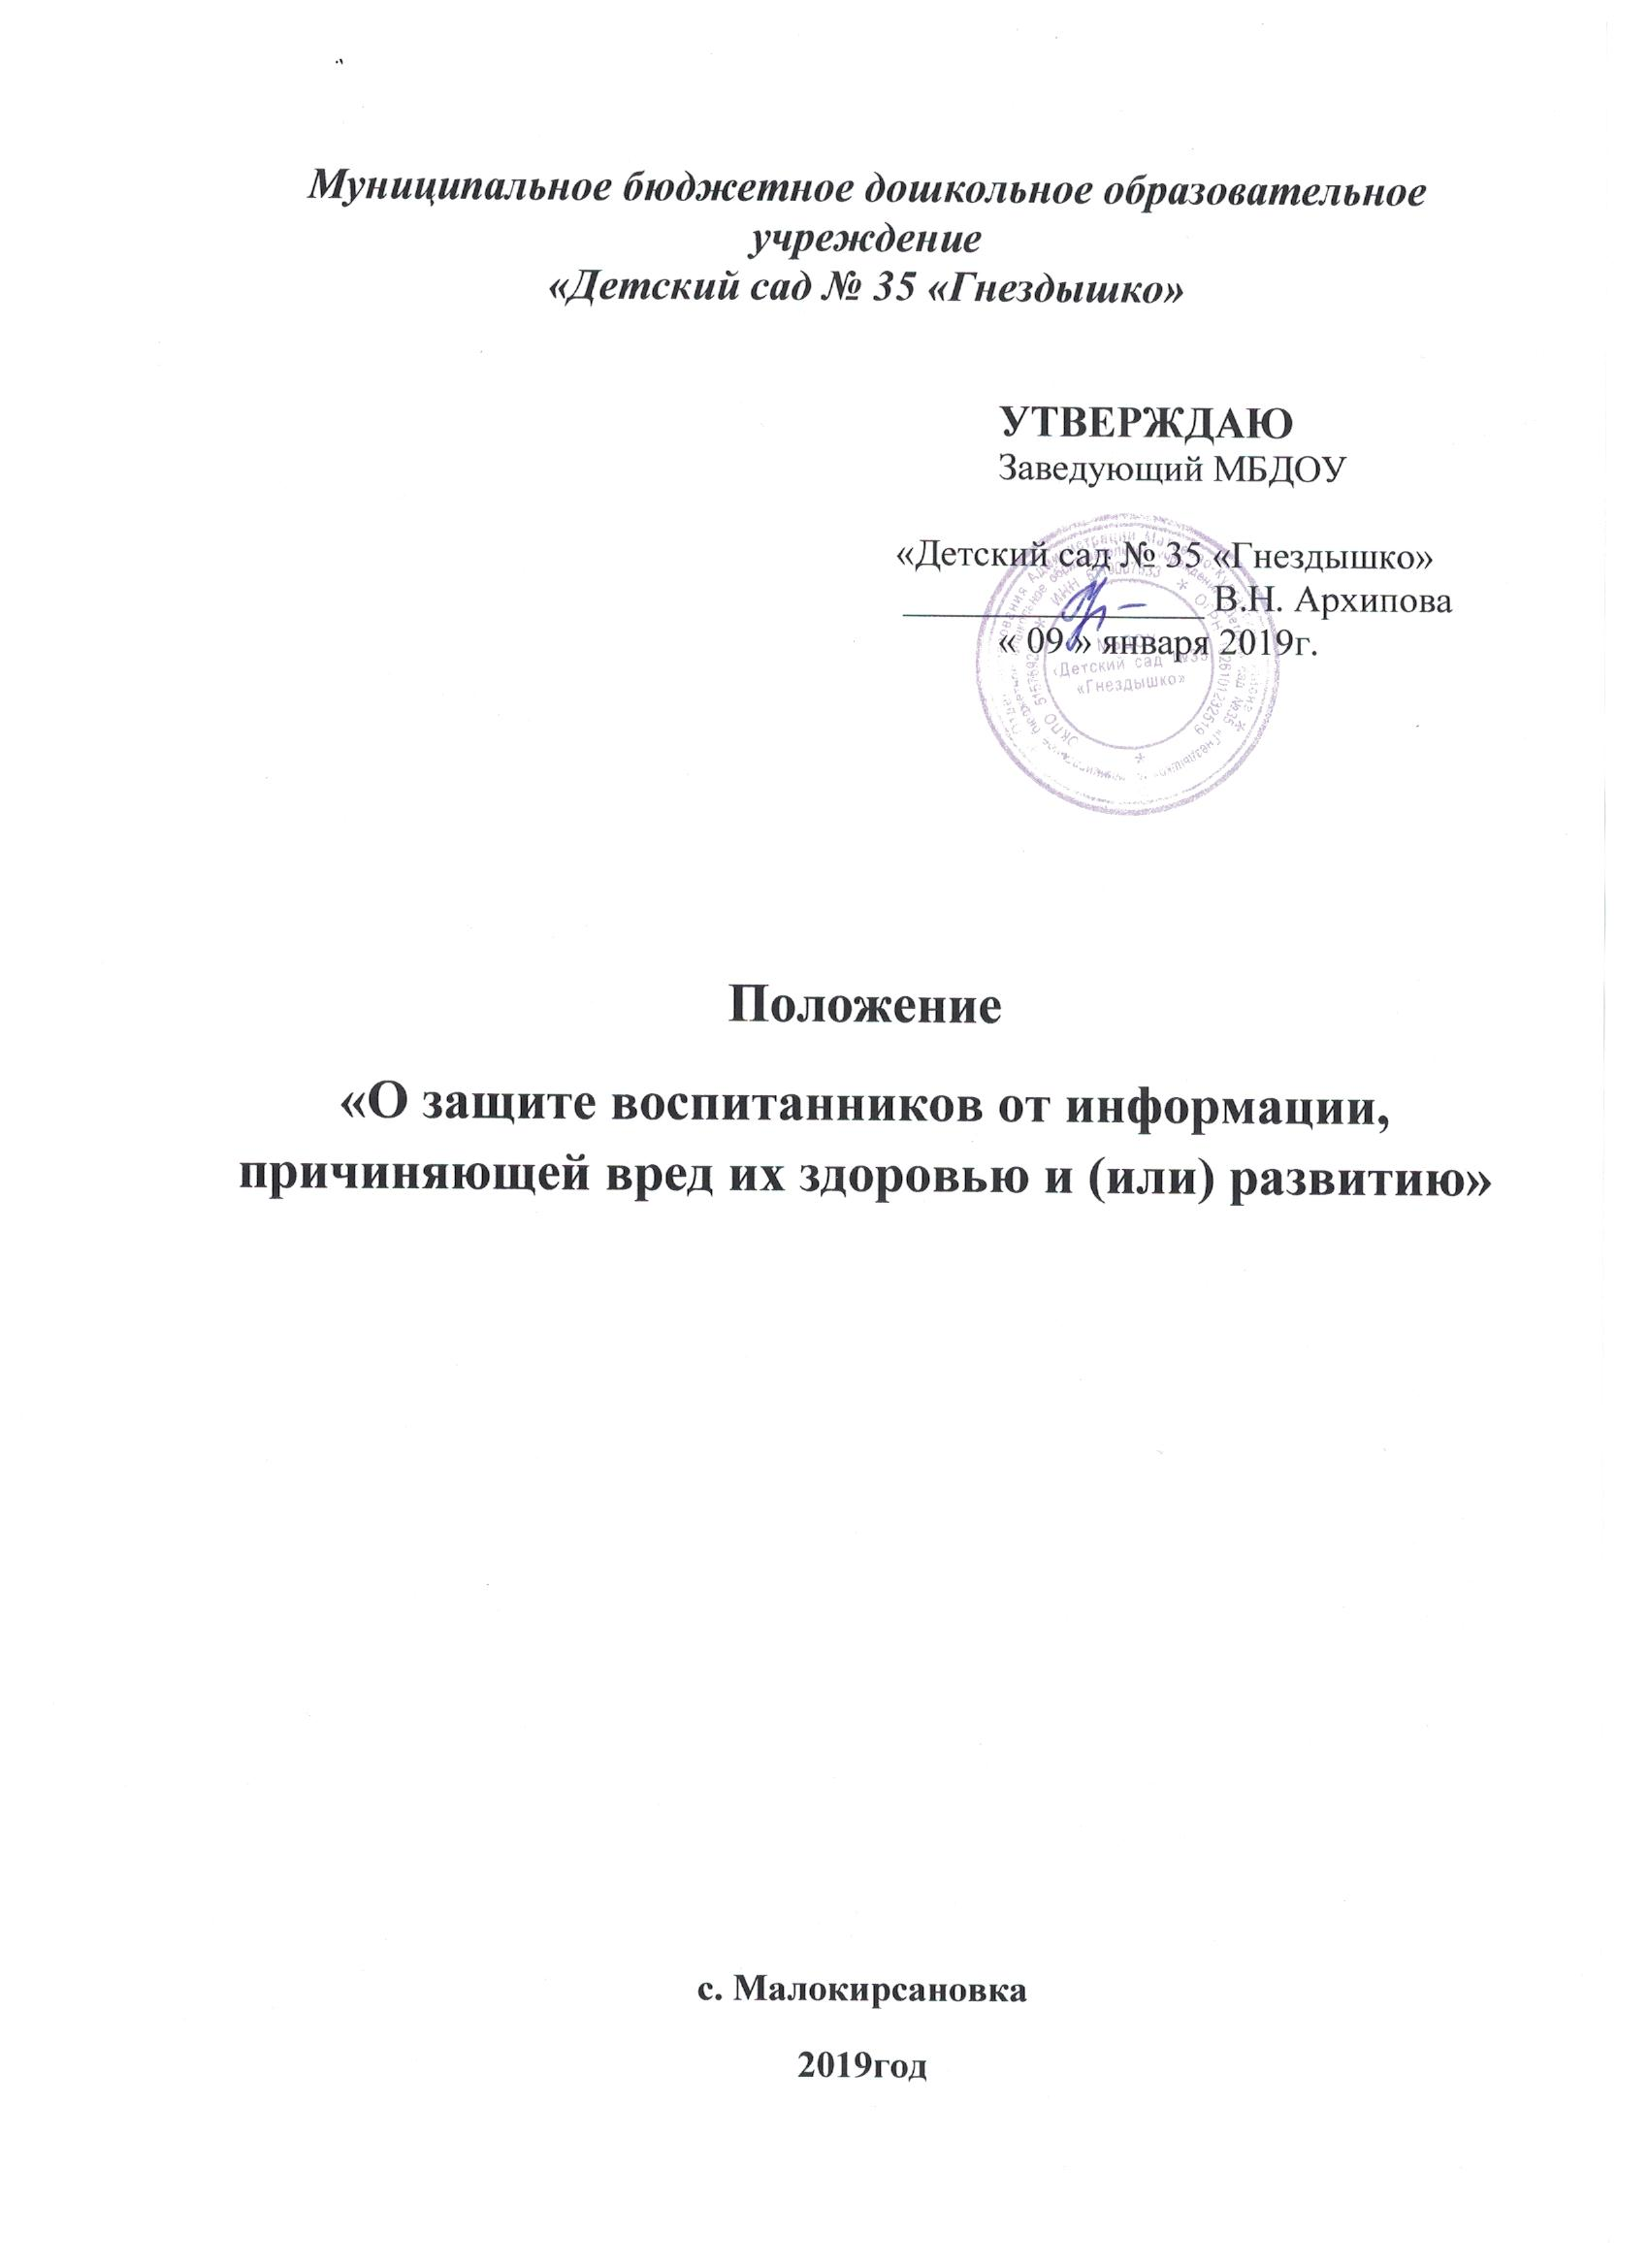 Муниципальное бюджетное дошкольное образовательное
учреждение
«Детский сад № 35 «Гнездышко»
УТВЕРЖДАЮ
Заведующий МБДОУ
«Детский сад № 35 «Гнездышко»
В.Н. Архипова
« 09 » января 2019г.
«Детский сад №35
«Гнездышко»
Положение
«О защите воспитанников от информации,
причиняющей вред их здоровью и (или) развитию»
с. Малокирсановка
2019год